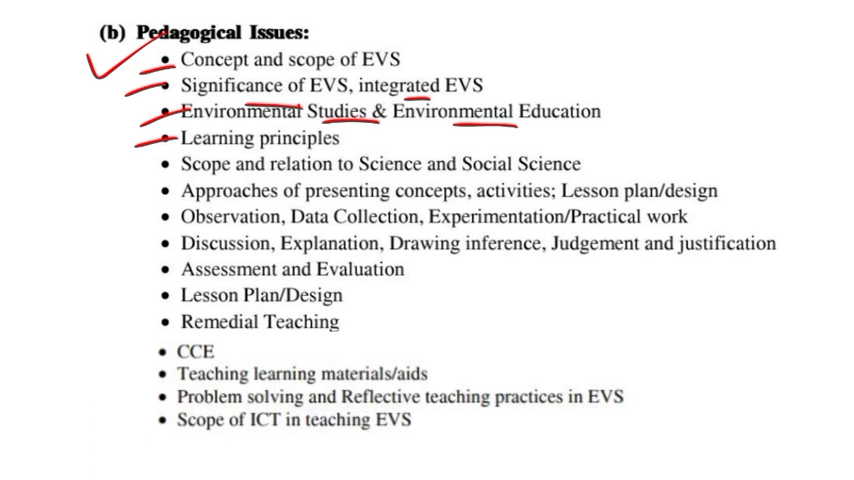 (b) Pedagogical Issues:
• Concept and scope of EVS
• Significance of EVS, integrated EVS
• Environmental Studies & Environmental Education
• Learning principles
• Scope and relation to Science and Social Science
• Approaches of presenting concepts, activities; Lesson plan/design
• Observation, Data Collection, Experimentation/Practical work
• Discussion, Explanation, Drawing inference, Judgement and justification
• Assessment and Evaluation
• Lesson Plan/Design
• Remedial Teaching
• CCE
• Teaching learning materials/aids
• Problem solving and Reflective teaching practices in EVS
• Scope of ICT in teaching EVS